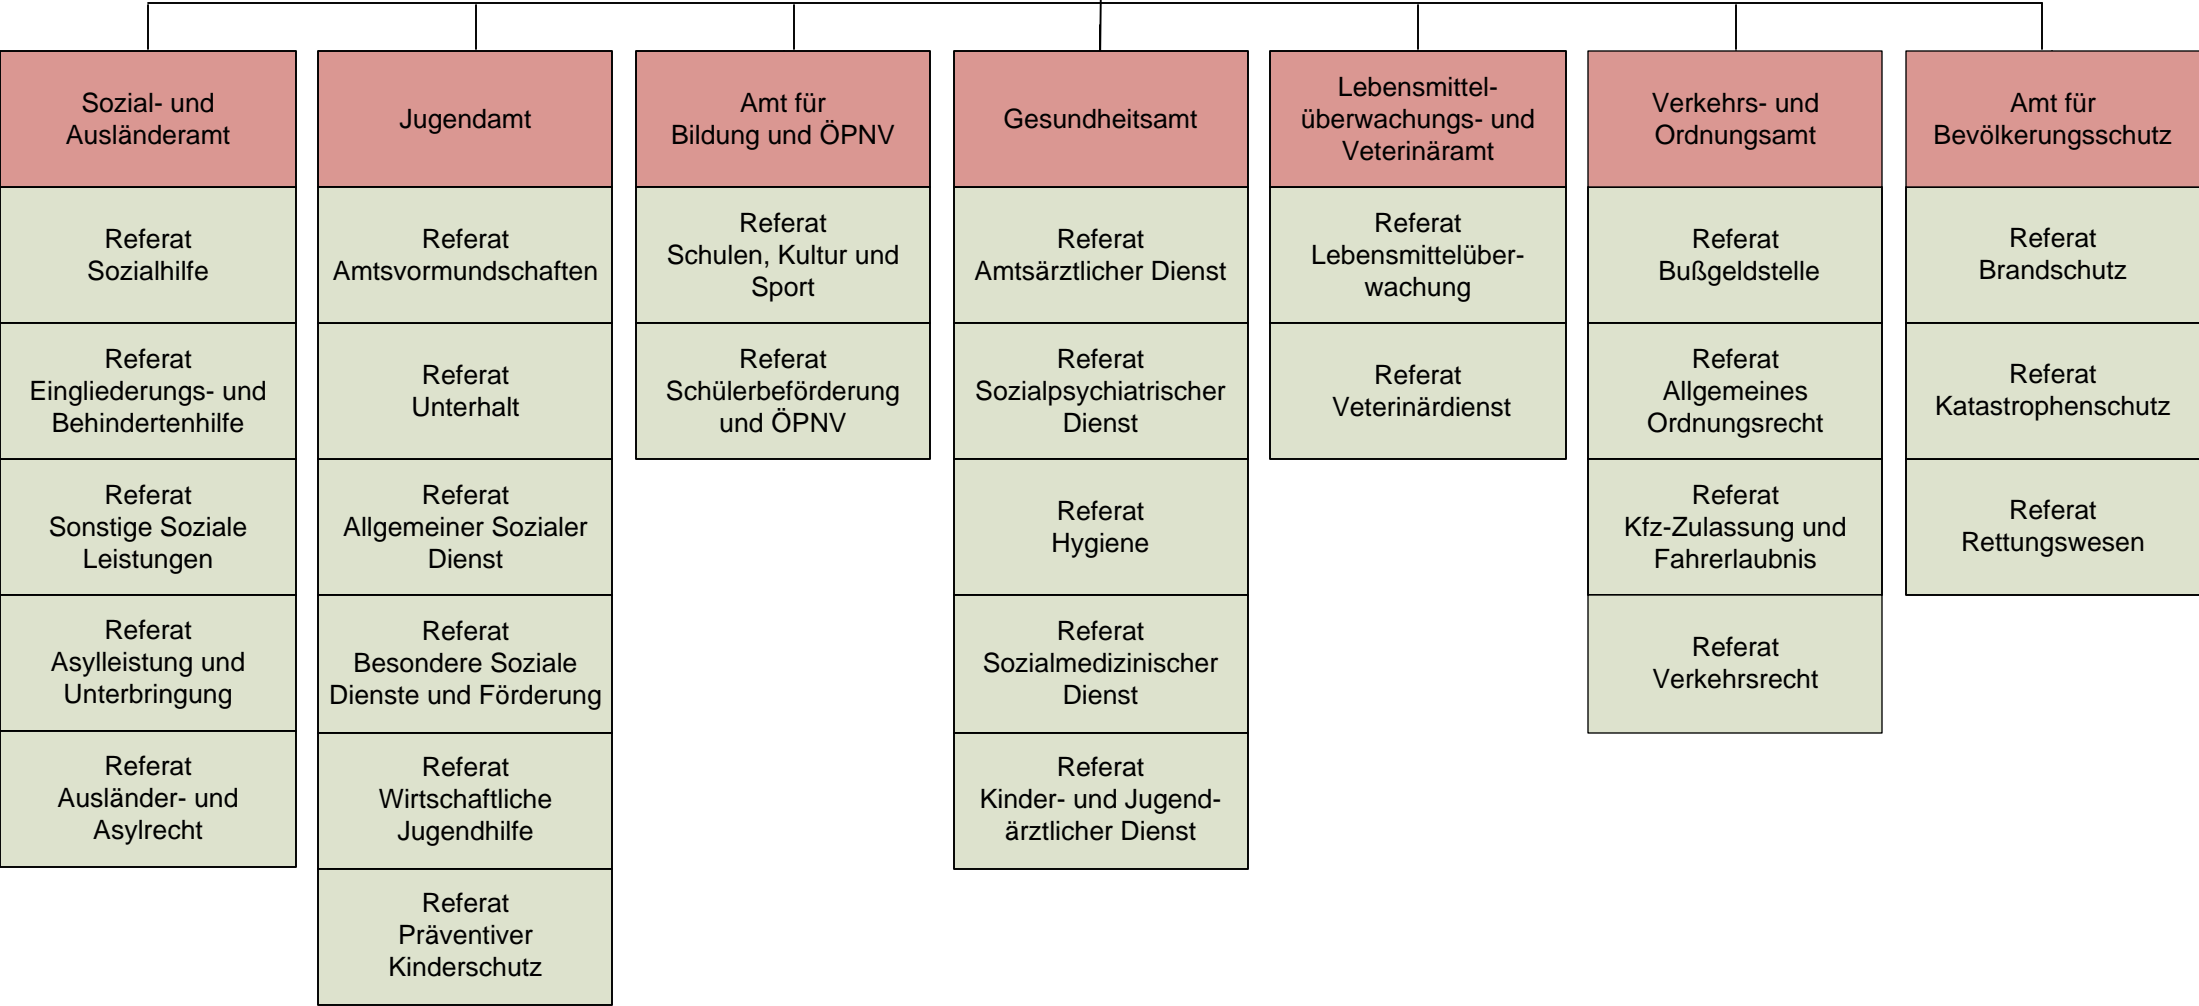 Sozial- und
Ausländeramt
Referat
Sozialhilfe
Referat
Eingliederungs- und
Behindertenhilfe
Referat
Sonstige Soziale
Leistungen
Referat
Asylleistung und
Unterbringung
Referat
Ausländer- und
Asylrecht
Jugendamt
Referat
Amtsvormundschaften
Referat
Unterhalt
Referat
Allgemeiner Sozialer
Dienst
Referat
Besondere Soziale
Dienste und Förderung
Referat
Wirtschaftliche
Jugendhilfe
Referat
Präventiver
Kinderschutz
Amt für
Bildung und ÖPNV
Referat
Schulen, Kultur und
Sport
Referat
Schülerbeförderung
und ÖPNV
Gesundheitsamt
Referat
Amtsärztlicher Dienst
Referat
Sozialpsychiatrischer
Dienst
Referat
Hygiene
Referat
Sozialmedizinischer
Dienst
Referat
Kinder- und Jugend-
ärztlicher Dienst
Lebensmittel-
überwachungs- und
Veterinäramt
Referat
Lebensmittelüber-
wachung
Referat
Veterinärdienst
Verkehrs- und
Ordnungsamt
Referat
Bußgeldstelle
Referat
Allgemeines
Ordnungsrecht
Referat
Kfz-Zulassung und
Fahrerlaubnis
Referat
Verkehrsrecht
Amt für
Bevölkerungsschutz
Referat
Brandschutz
Referat
Katastrophenschutz
Referat
Rettungswesen